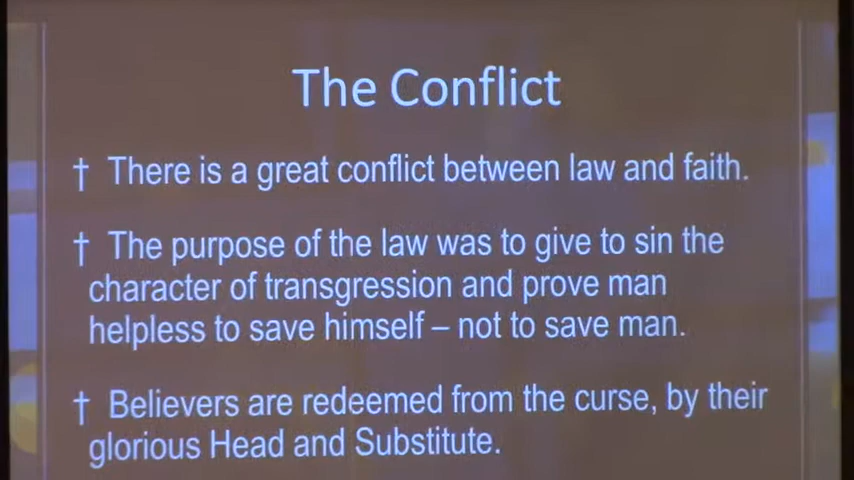 The Conflict
† There is a great conflict between law and faith.
† The purpose of the law was to give to sin the
character of transgression and prove man
helpless to save himself – not to save man.
† Believers are redeemed from the curse, by their
glorious Head and Substitute.